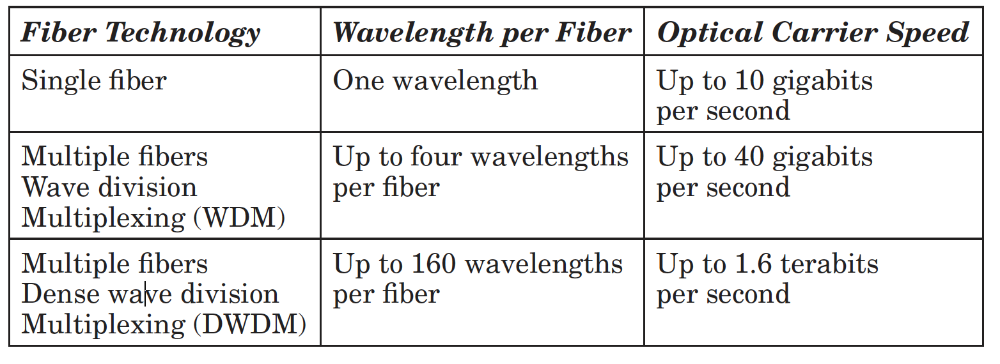 Fiber Technology
Wavelength per Fiber
Optical Carrier Speed
Single fiber
One wavelength
Up to 10 gigabits
per second
Multiple fibers
Wave division
Multiplexing (WDM)
Up to four wavelengths
per fiber
Up to 40 gigabits
per second
Multiple fibers
Dense wave division
Multiplexing (DWDM)
Up to 160 wavelengths
per fiber
Up to 1.6 terabits
per second